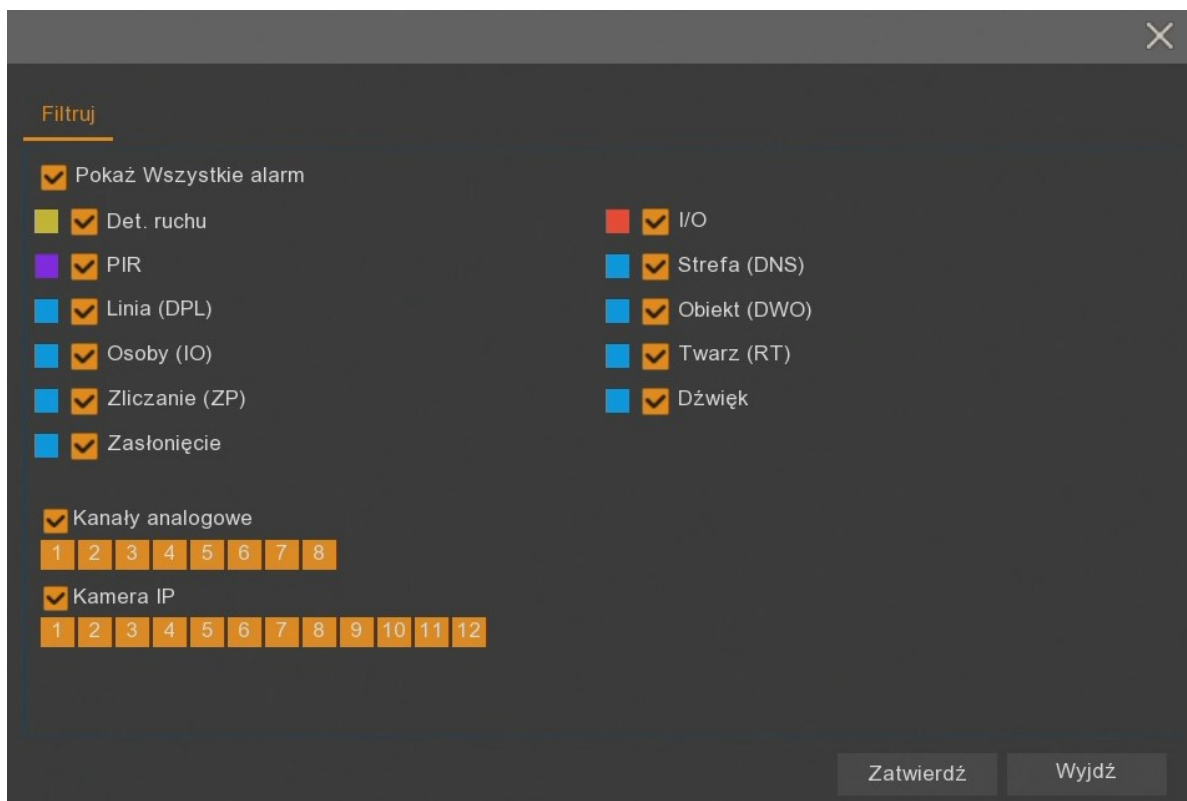 Filtruj
Pokaż Wszystkie alarm
Det. ruchu I/O
PIR Strefa (DNS)
Linia (DPL) Obiekt (DWO)
Osoby (IO) Twarz (RT)
Zliczanie (ZP) Dźwięk
Zasłonięcie
Kanały analogowe
1 2 3 4 5 6 7 8
Kamera IP
1 2 3 4 5 6 7 8 9 10 11 12
Zatwierdź Wyjdź